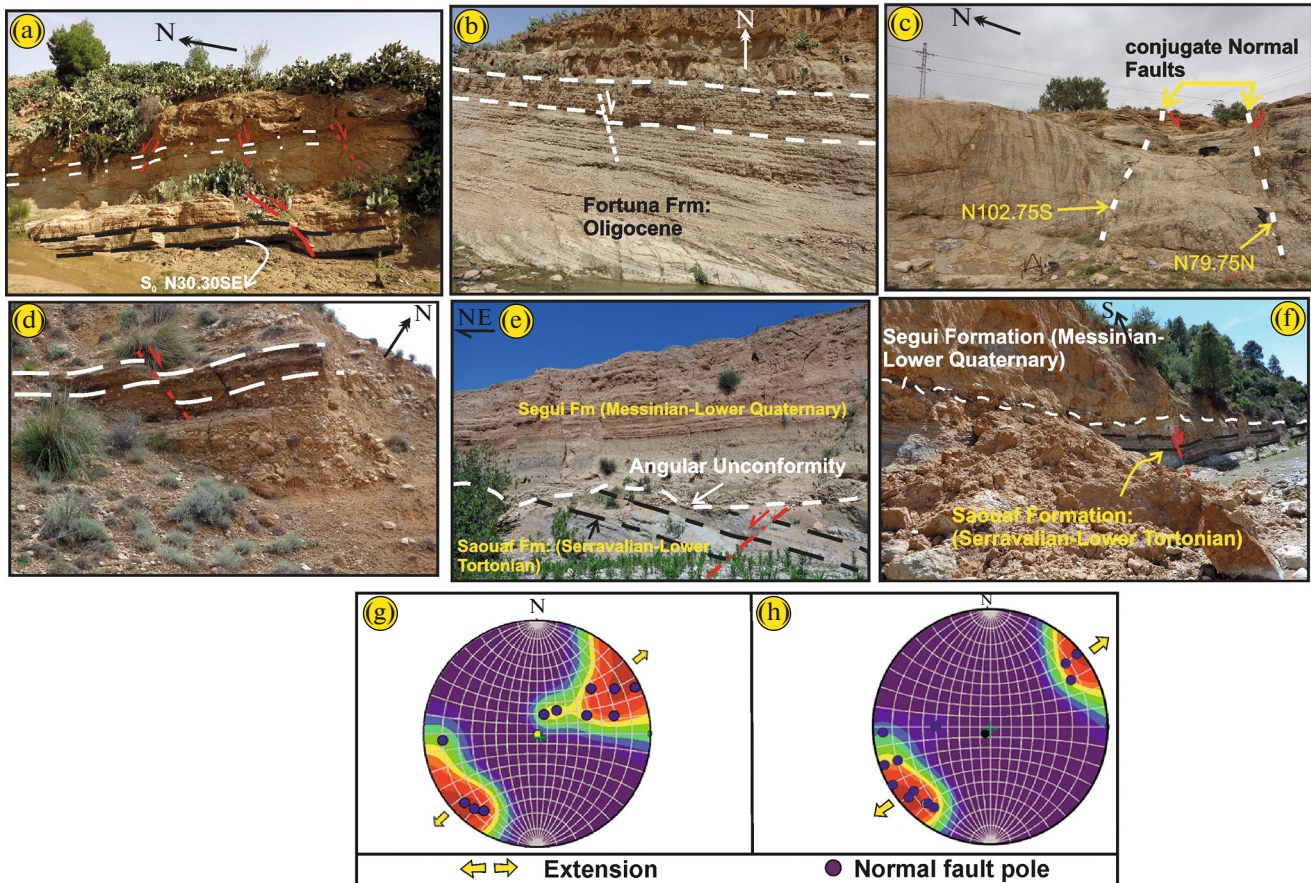 (a)
N
S₀ N30.30SE
(b)
N
Fortuna Frm:
Oligocene
(c)
N
conjugate Normal
Faults
N102.75S
N79.75N
A
(d)
N
(e)
NE
Segui Fm (Messinian-Lower Quaternary)
Angular Unconformity
Saouaf Fm: (Serravalian-Lower
Tortonian)
(f)
S
Segui Formation (Messinian-
Lower Quaternary)
Saouaf Formation:
(Serravalian-Lower Tortonian)
(g)
N
(h)
N
Extension
Normal fault pole